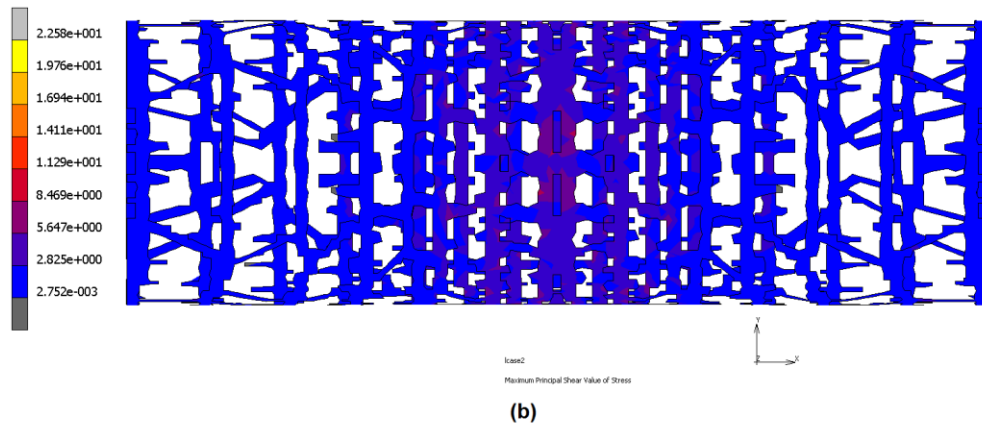 2.258e+001
1.976e+001
1.694e+001
1.411e+001
1.129e+001
8.469e+000
5.647e+000
2.825e+000
2.752e-003
Y
Z X
lcase2
Maximum Principal Shear Value of Stress
(b)